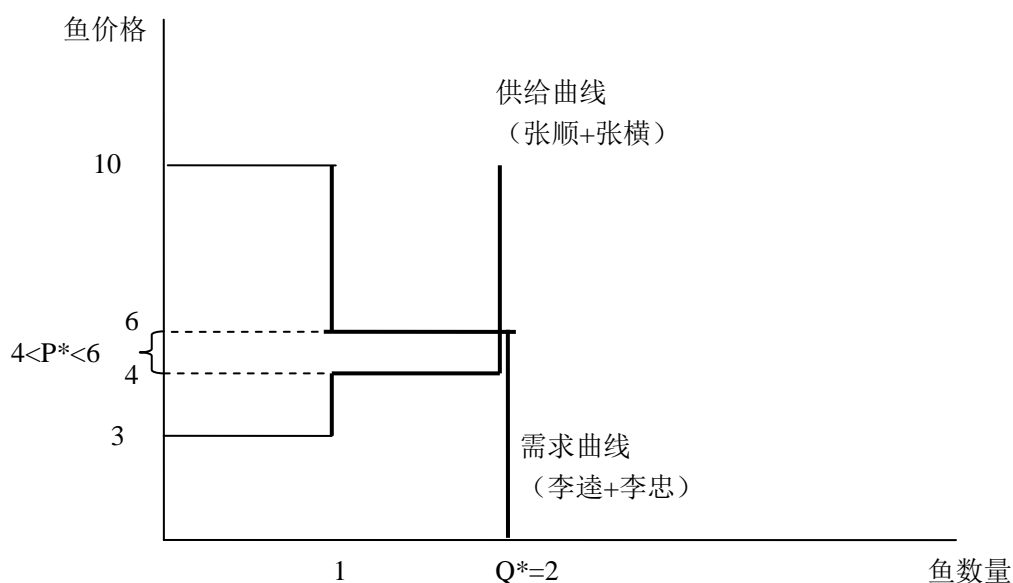 鱼价格
供给曲线
（张顺+张横）
10
6
4<P*<6
4
3
需求曲线
（李逵+李忠）
1
Q*=2
鱼数量